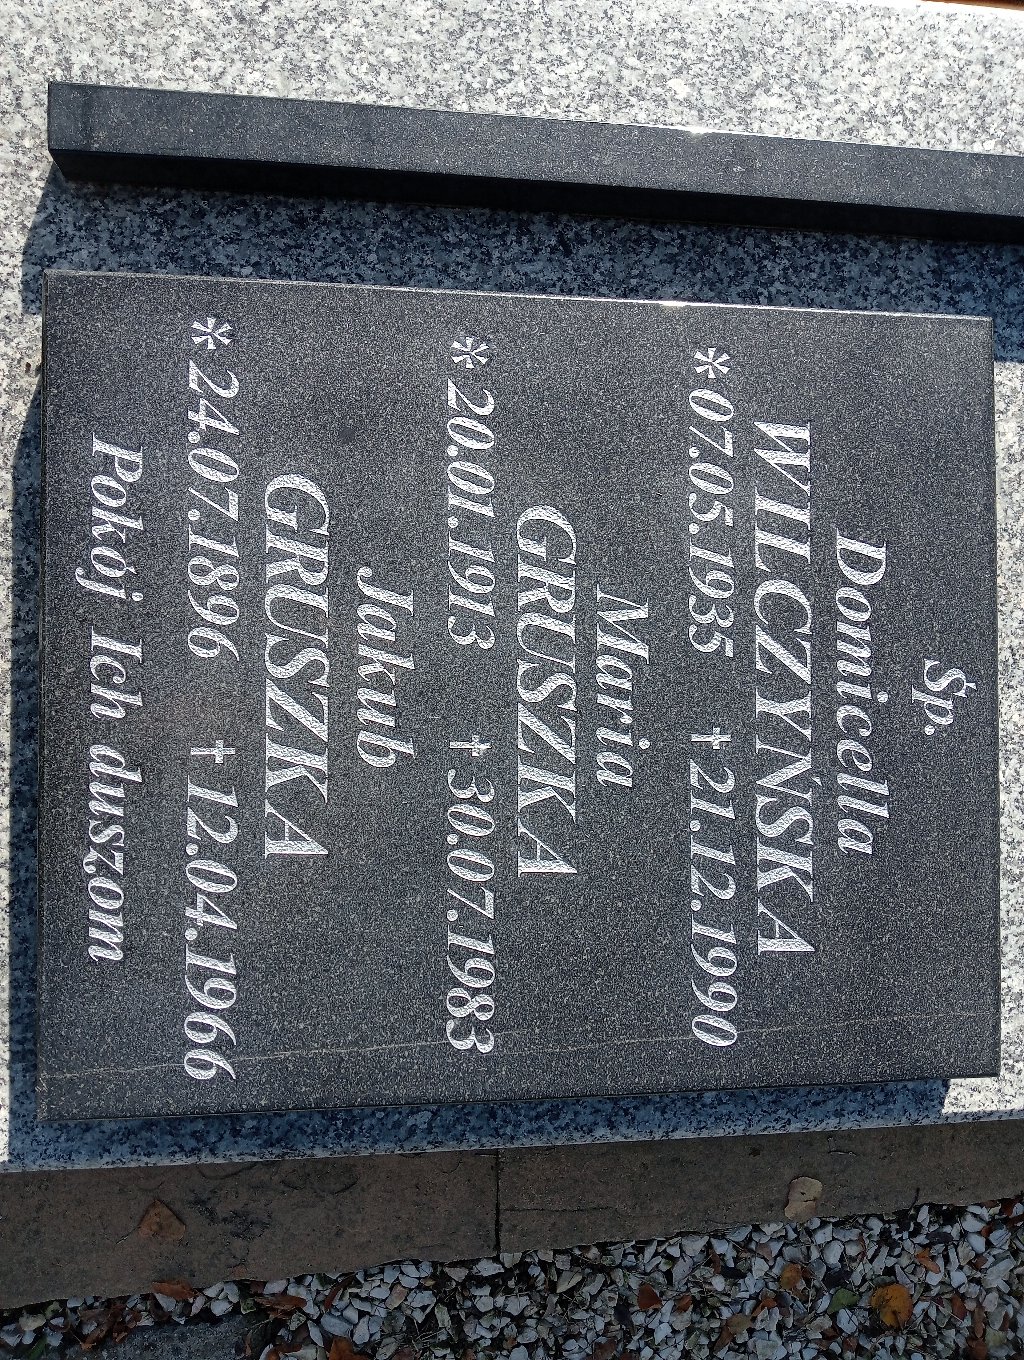 Śp.
Domicella
WILCZYŃSKA
* 07.05.1935 † 21.12.1990
Maria
GRUSZKA
* 20.01.1913 † 30.07.1983
Jakub
GRUSZKA
* 24.07.1896 † 12.04.1966
Pokój Ich duszom